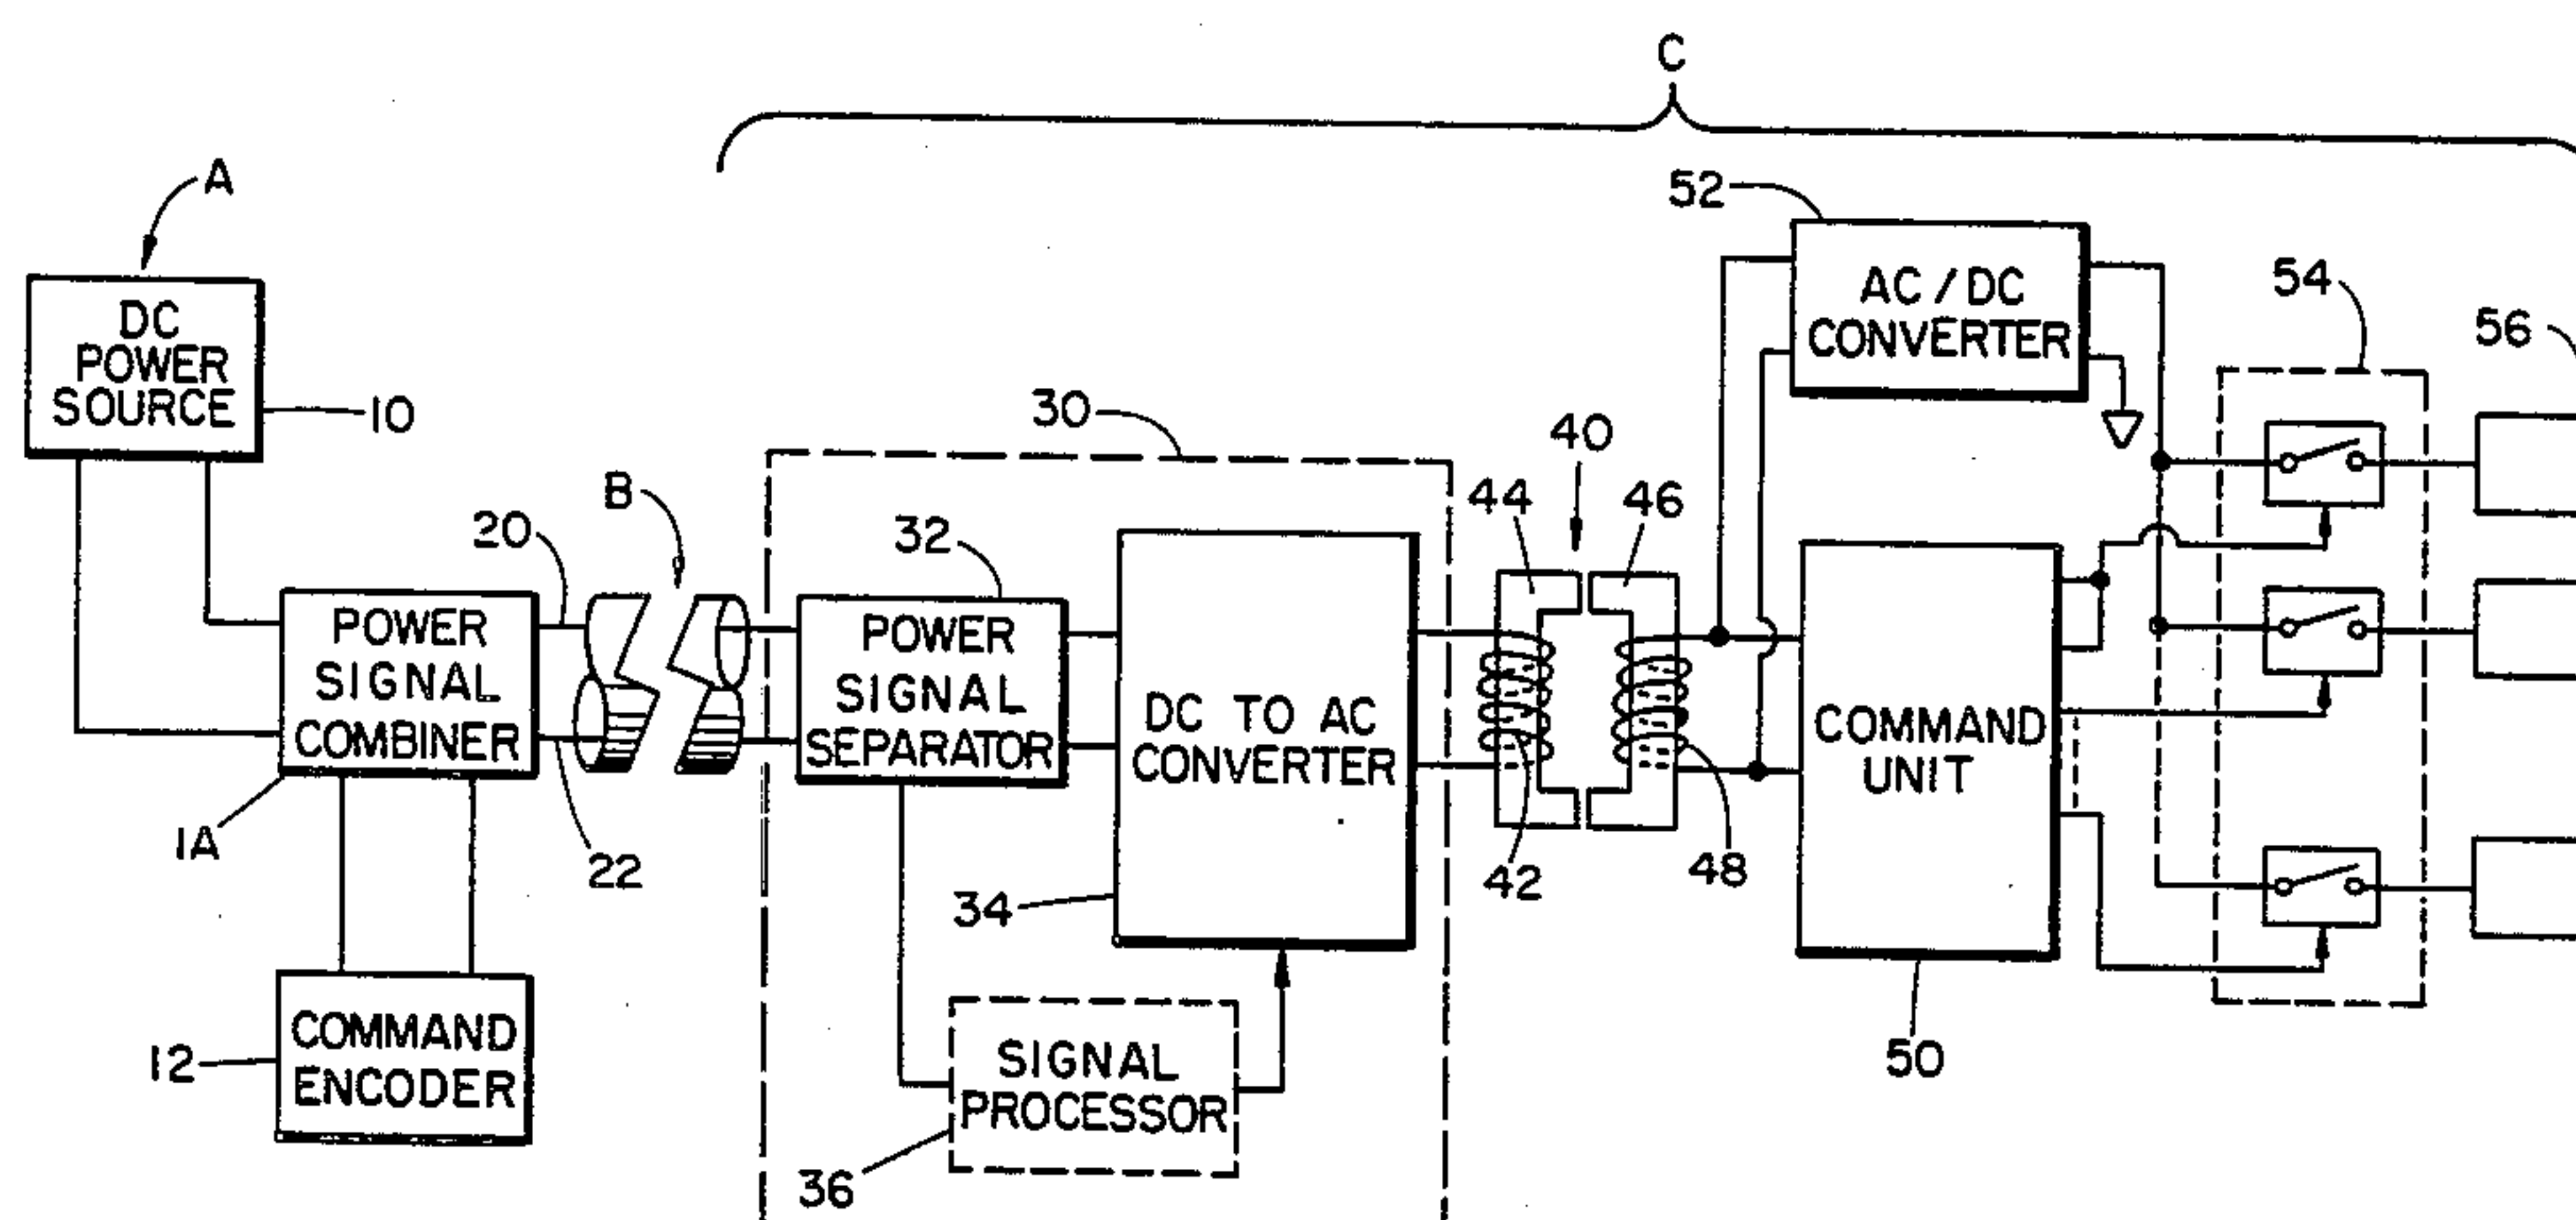 C
A
52
DC
POWER
SOURCE
10
AC/DC
CONVERTER
54
56
30
40
B
20
32
44
46
POWER
SIGNAL
COMBINER
POWER
SIGNAL
SEPARATOR
DC TO AC
CONVERTER
COMMAND
UNIT
1A
22
34
42
48
COMMAND
ENCODER
12
SIGNAL
PROCESSOR
36
50